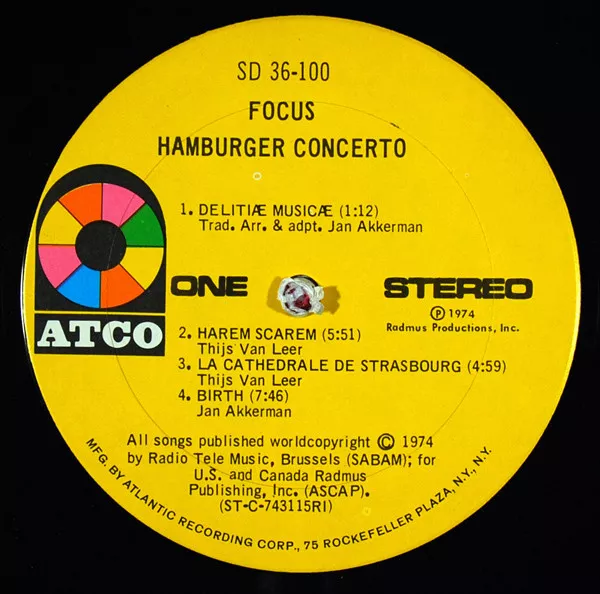 SD 36-100
FOCUS
HAMBURGER CONCERTO
1. DELITIÆ MUSICÆ (1:12)
Trad. Arr. & adpt. Jan Akkerman
ATCO
ONE
STEREO
Ⓟ 1974
Radmus Productions, Inc.
2. HAREM SCAREM (5:51)
Thijs Van Leer
3. LA CATHEDRALE DE STRASBOURG (4:59)
Thijs Van Leer
4. BIRTH (7:46)
Jan Akkerman
All songs published worldcopyright © 1974
by Radio Tele Music, Brussels (SABAM); for
U.S. and Canada Radmus
Publishing, Inc. (ASCAP).
(ST-C-743115RI)
MFG. BY ATLANTIC RECORDING CORP., 75 ROCKEFELLER PLAZA, N.Y., N.Y.